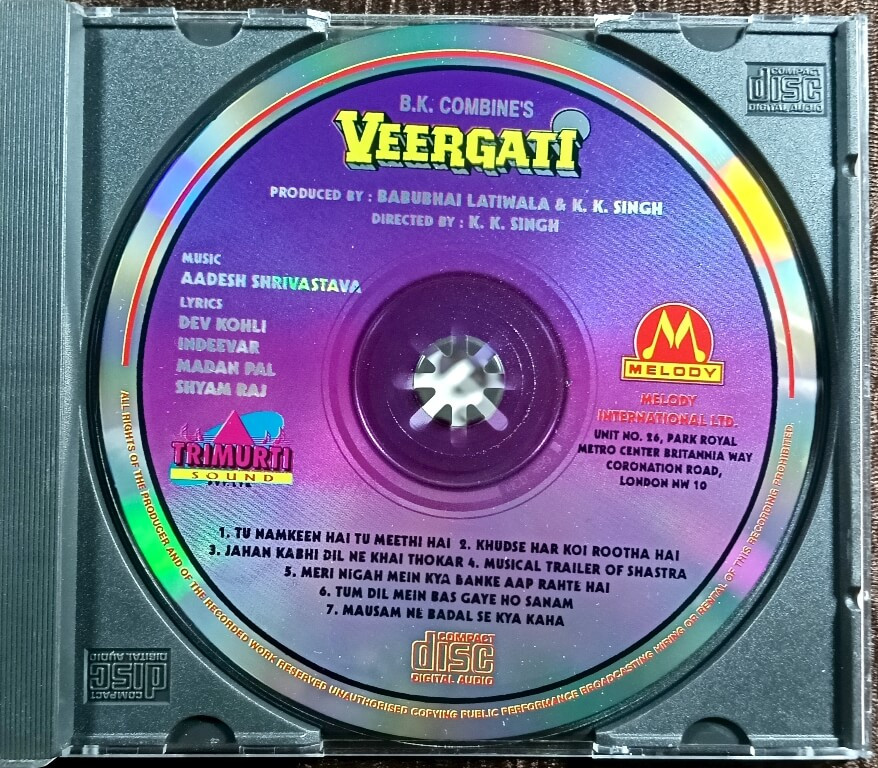 B.K. COMBINE'S
VEERGATI
PRODUCED BY : BABUBHAI LATIWALA & K. K. SINGH
DIRECTED BY : K. K. SINGH
MUSIC
AADESH SHRIVASTAVA
LYRICS
DEV KOHLI
INDEEVAR
MADAN PAL
SHYAM RAJ
TRIMURTI
SOUND
MELODY
MELODY
INTERNATIONAL LTD.
UNIT NO. 26, PARK ROYAL
METRO CENTER BRITANNIA WAY
CORONATION ROAD,
LONDON NW 10
1. TU NAMKEEN HAI TU MEETHI HAI 2. KHUDSE HAR KOI ROOTHA HAI
3. JAHAN KABHI DIL NE KHAI THOKAR 4. MUSICAL TRAILER OF SHASTRA
5. MERI NIGAH MEIN KYA BANKE AAP RAHTE HAI
6. TUM DIL MEIN BAS GAYE HO SANAM
7. MAUSAM NE BADAL SE KYA KAHA
COMPACT
disc
DIGITAL AUDIO
ALL RIGHTS OF THE PRODUCER AND OF THE RECORDED WORK RESERVED UNAUTHORISED COPYING PUBLIC PERFORMANCE BROADCASTING HIRING OR RENTAL OF THIS RECORDING PROHIBITED.
COMPACT
disc
DIGITAL AUDIO
COMPACT
disc
DIGITAL AUDIO